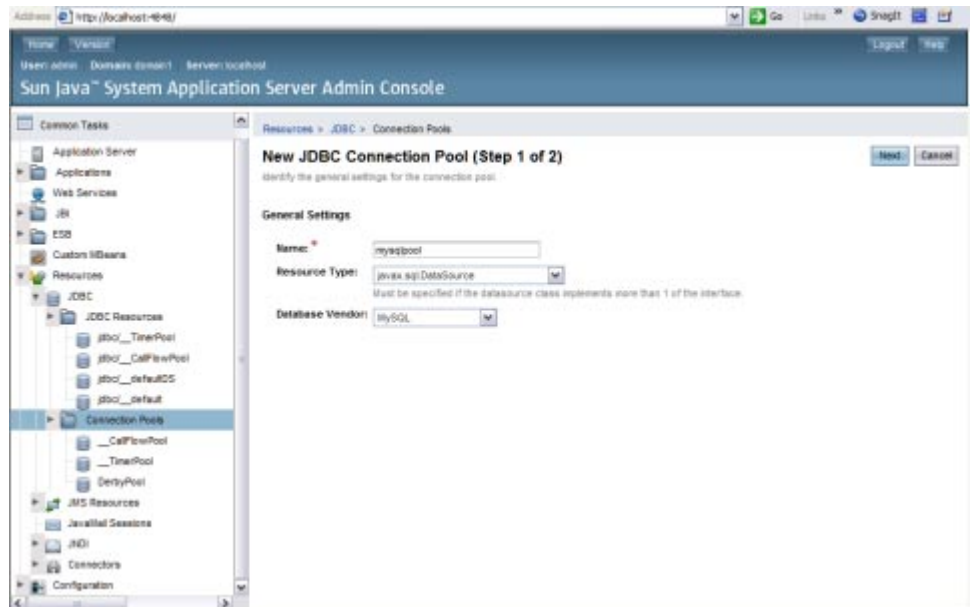 Address http://localhost:4848/ Go Links » SnagIt
Home Version Logout Help
User: admin Domain: domain1 Server: localhost
Sun Java™ System Application Server Admin Console
Common Tasks
Application Server
Applications
Web Services
JBI
ESB
Custom MBeans
Resources
JDBC
JDBC Resources
jdbc/__TimerPool
jdbc/__CallFlowPool
jdbc/__defaultDS
jdbc/__default
Connection Pools
__CallFlowPool
__TimerPool
DerbyPool
JMS Resources
JavaMail Sessions
JNDI
Connectors
Configuration
Resources > JDBC > Connection Pools
New JDBC Connection Pool (Step 1 of 2) Next Cancel
Identify the general settings for the connection pool.
General Settings
Name: * mysqlpool
Resource Type: javax.sql.DataSource
Must be specified if the datasource class implements more than 1 of the interface.
Database Vendor: MySQL